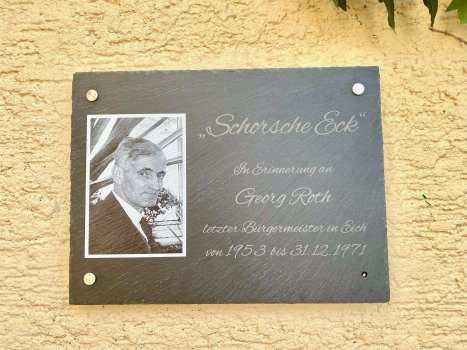 „Schorsche Eck“
In Erinnerung an
Georg Roth
letzter Bürgermeister in Eich
von 1953 bis 31.12.1971